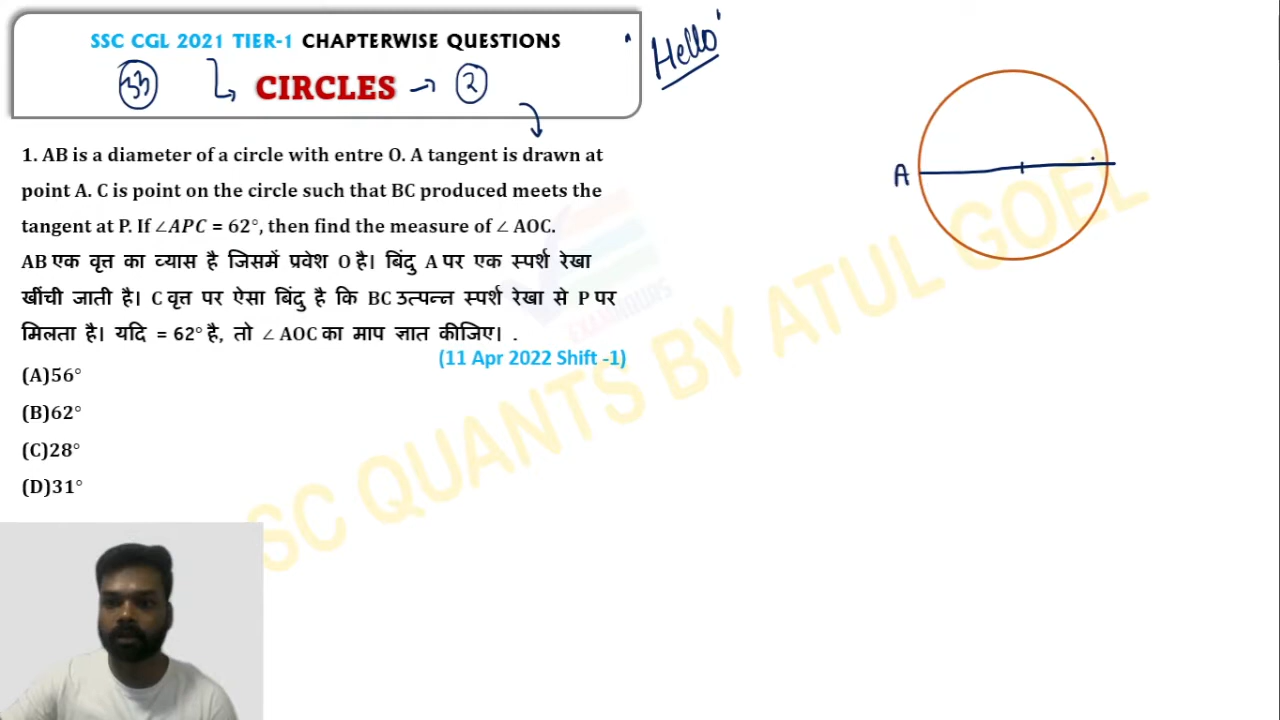 SSC CGL 2021 TIER-1 CHAPTERWISE QUESTIONS
33 CIRCLES → 2
"Hello"
A
1. AB is a diameter of a circle with entre O. A tangent is drawn at
point A. C is point on the circle such that BC produced meets the
tangent at P. If ∠APC = 62°, then find the measure of ∠ AOC.
AB एक वृत्त का व्यास है जिसमें प्रवेश O है। बिंदु A पर एक स्पर्श रेखा
खींची जाती है। C वृत्त पर ऐसा बिंदु है कि BC उत्पन्न स्पर्श रेखा से P पर
मिलता है। यदि = 62° है, तो ∠ AOC का माप ज्ञात कीजिए। .
(11 Apr 2022 Shift -1)
(A)56°
(B)62°
(C)28°
(D)31°
SC QUANTS BY ATUL GOEL